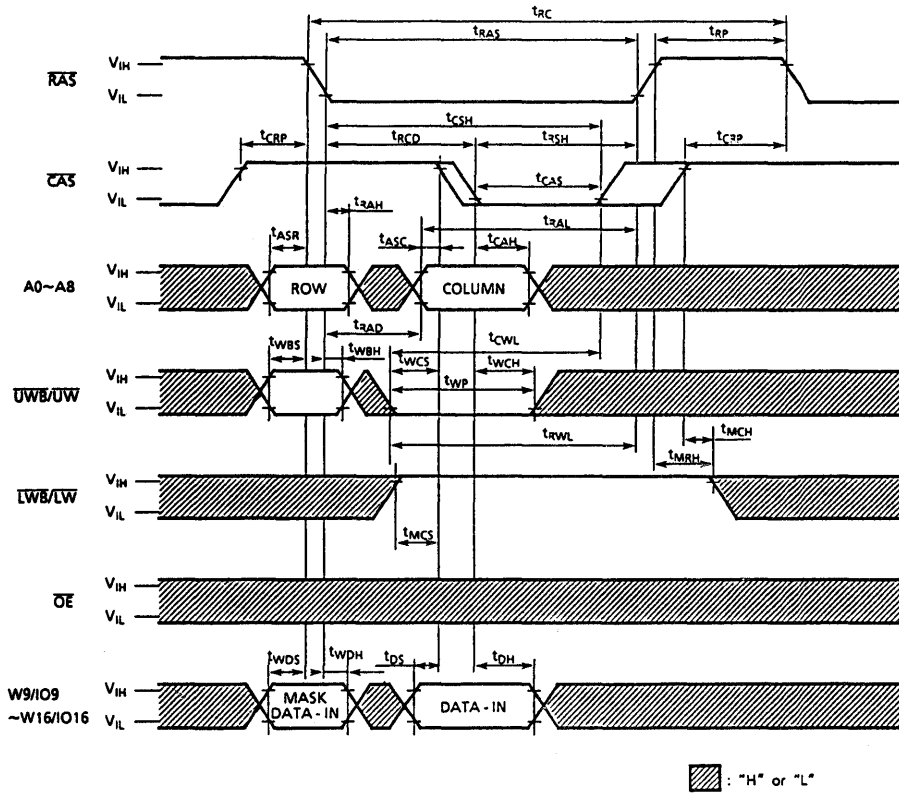 tRC
tRAS
tRP
RAS
VIH
VIL
tCSH
tCRP
tRCD
tRSH
tCRP
CAS
VIH
VIL
tCAS
tRAH
tRAL
tASR
tASC
tCAH
A0~A8
VIH
VIL
ROW
COLUMN
tRAD
tCWL
tWBS
tWBH
tWCS
tWCH
UWB/UW
VIH
VIL
tWP
tRWL
tMCH
tMRH
LWB/LW
VIH
VIL
tMCS
OE
VIH
VIL
tWDS
tWDH
tDS
tDH
W9/IO9
~W16/IO16
VIH
VIL
MASK
DATA - IN
DATA - IN
: "H" or "L"